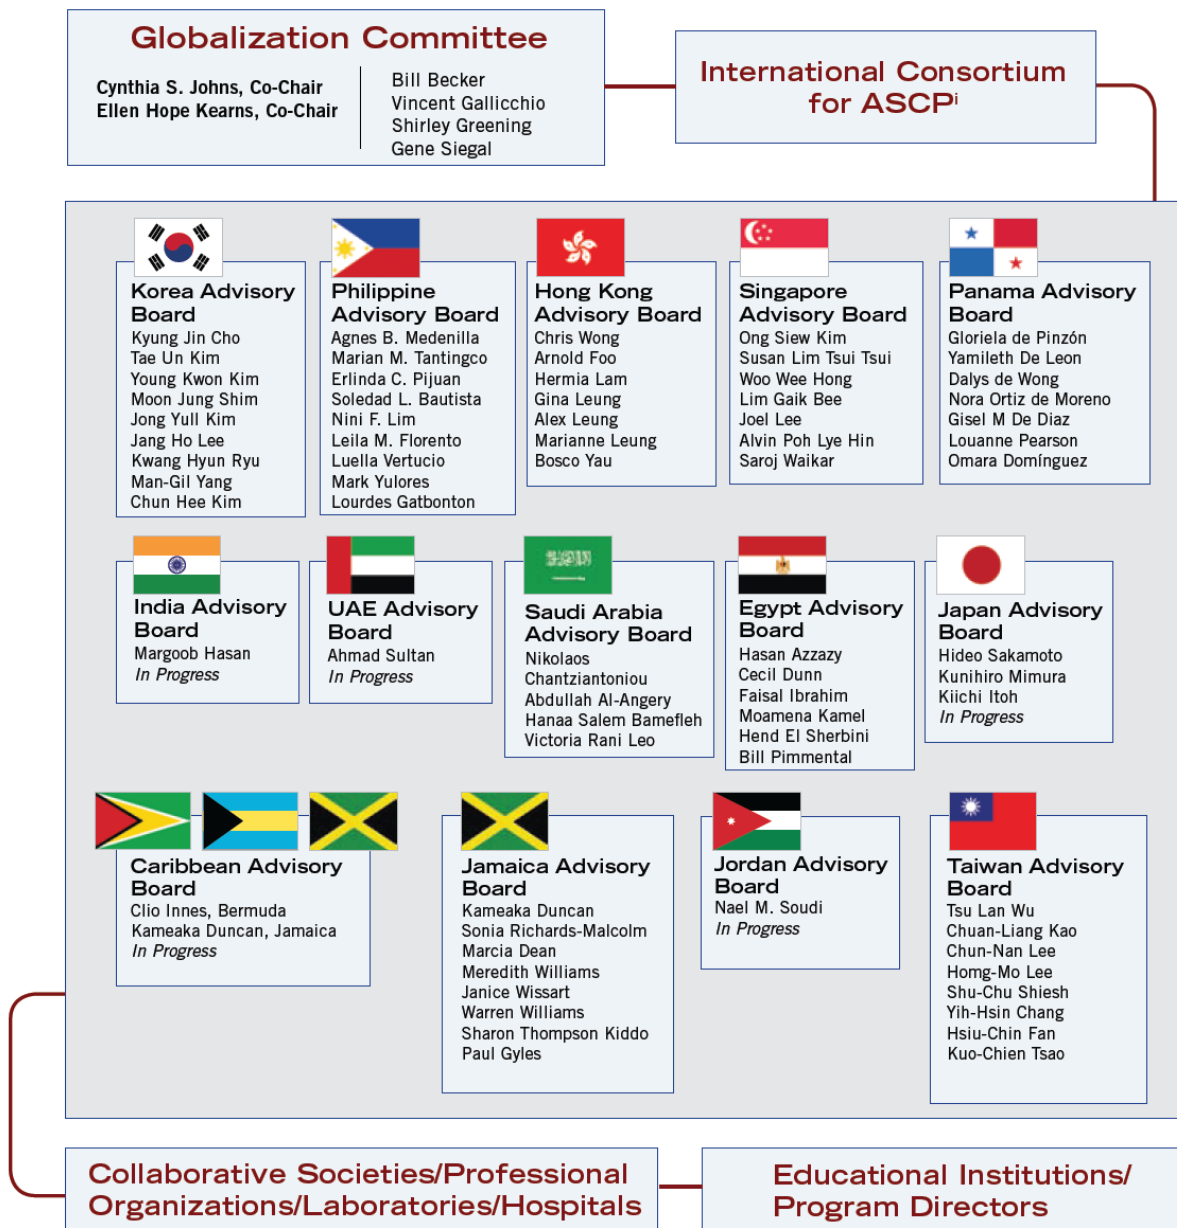 Globalization Committee
Cynthia S. Johns, Co-Chair
Ellen Hope Kearns, Co-Chair
Bill Becker
Vincent Gallicchio
Shirley Greening
Gene Siegal
International Consortium
for ASCPⁱ
Korea Advisory
Board
Kyung Jin Cho
Tae Un Kim
Young Kwon Kim
Moon Jung Shim
Jong Yull Kim
Jang Ho Lee
Kwang Hyun Ryu
Man-Gil Yang
Chun Hee Kim
Philippine
Advisory Board
Agnes B. Medenilla
Marian M. Tantingco
Erlinda C. Pijuan
Soledad L. Bautista
Nini F. Lim
Leila M. Florento
Luella Vertucio
Mark Yulores
Lourdes Gatbonton
Hong Kong
Advisory Board
Chris Wong
Arnold Foo
Hermia Lam
Gina Leung
Alex Leung
Marianne Leung
Bosco Yau
Singapore
Advisory Board
Ong Siew Kim
Susan Lim Tsui Tsui
Woo Wee Hong
Lim Gaik Bee
Joel Lee
Alvin Poh Lye Hin
Saroj Waikar
Panama Advisory
Board
Gloriela de Pinzón
Yamileth De Leon
Dalys de Wong
Nora Ortiz de Moreno
Gisel M De Diaz
Louanne Pearson
Omara Domínguez
India Advisory
Board
Margoob Hasan
In Progress
UAE Advisory
Board
Ahmad Sultan
In Progress
Saudi Arabia
Advisory Board
Nikolaos
Chantziantoniou
Abdullah Al-Angery
Hanaa Salem Bamefleh
Victoria Rani Leo
Egypt Advisory
Board
Hasan Azzazy
Cecil Dunn
Faisal Ibrahim
Moamena Kamel
Hend El Sherbini
Bill Pimmental
Japan Advisory
Board
Hideo Sakamoto
Kunihiro Mimura
Kiichi Itoh
In Progress
Caribbean Advisory
Board
Clio Innes, Bermuda
Kameaka Duncan, Jamaica
In Progress
Jamaica Advisory
Board
Kameaka Duncan
Sonia Richards-Malcolm
Marcia Dean
Meredith Williams
Janice Wissart
Warren Williams
Sharon Thompson Kiddo
Paul Gyles
Jordan Advisory
Board
Nael M. Soudi
In Progress
Taiwan Advisory
Board
Tsu Lan Wu
Chuan-Liang Kao
Chun-Nan Lee
Homg-Mo Lee
Shu-Chu Shiesh
Yih-Hsin Chang
Hsiu-Chin Fan
Kuo-Chien Tsao
Collaborative Societies/Professional
Organizations/Laboratories/Hospitals
Educational Institutions/
Program Directors